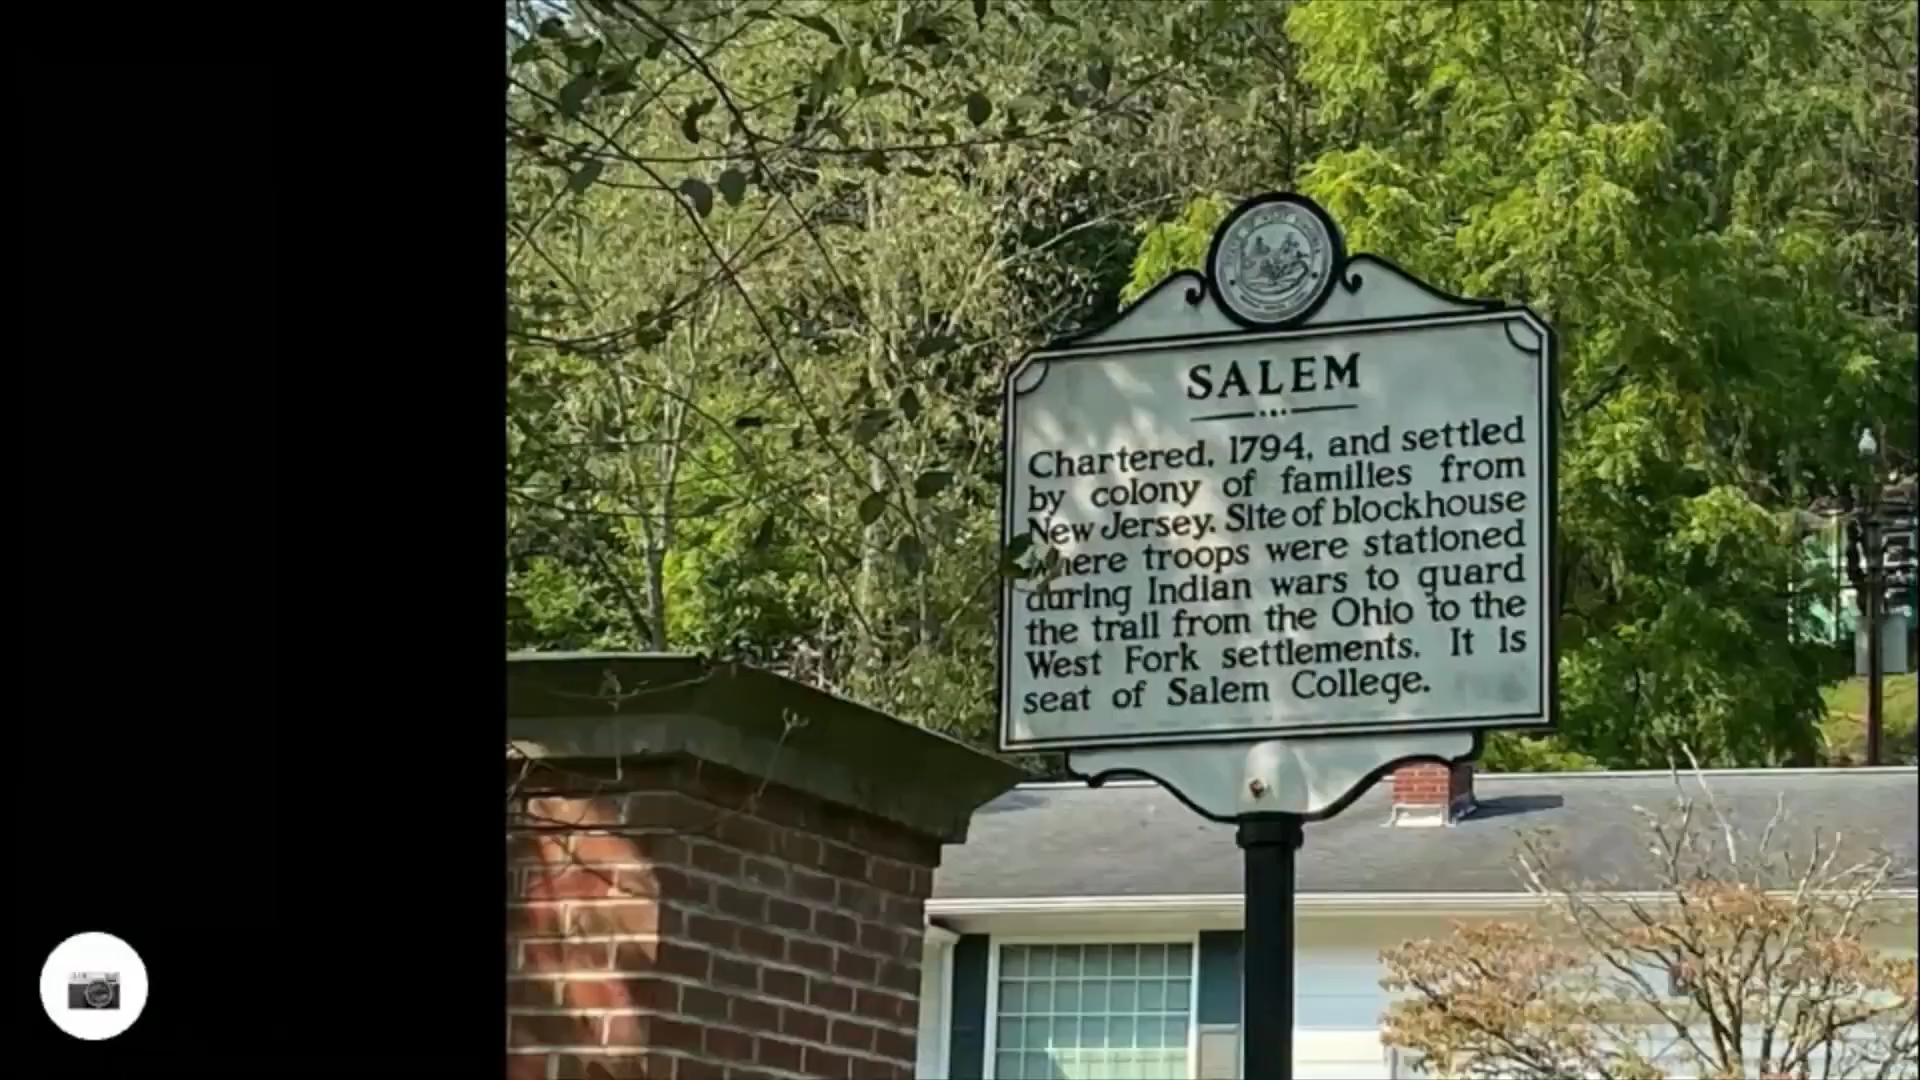 SALEM
Chartered, 1794, and settled
by colony of families from
New Jersey. Site of blockhouse
where troops were stationed
during Indian wars to guard
the trail from the Ohio to the
West Fork settlements. It is
seat of Salem College.